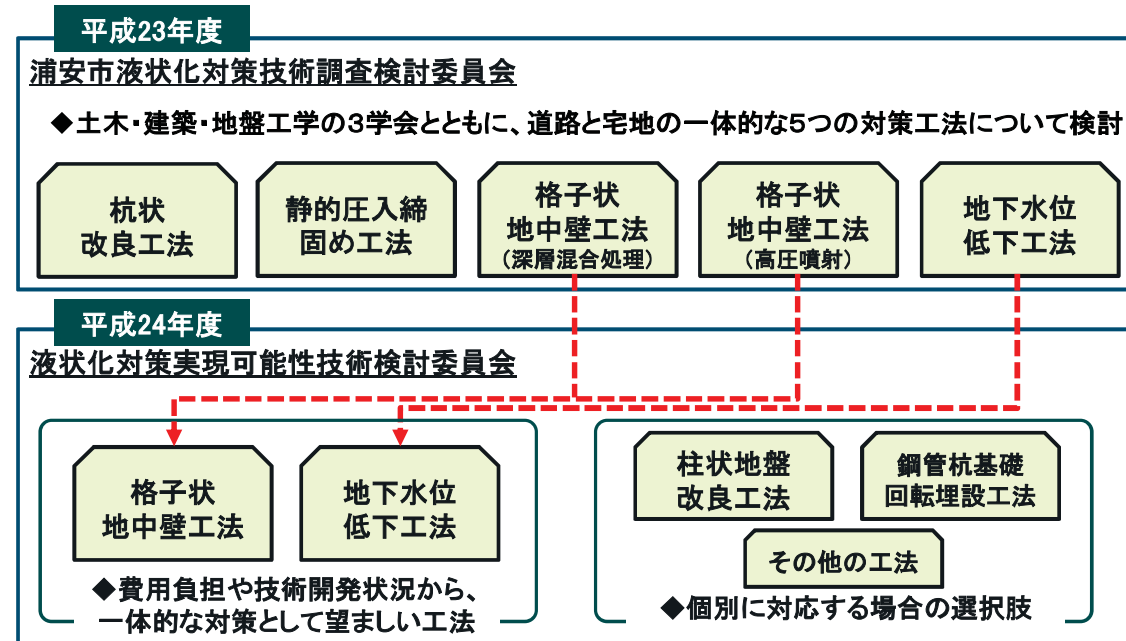 平成23年度
浦安市液状化対策技術調査検討委員会
◆土木・建築・地盤工学の3学会とともに、道路と宅地の一体的な5つの対策工法について検討
杭状
改良工法
静的圧入締
固め工法
格子状
地中壁工法
（深層混合処理）
格子状
地中壁工法
（高圧噴射）
地下水位
低下工法
平成24年度
液状化対策実現可能性技術検討委員会
格子状
地中壁工法
地下水位
低下工法
◆費用負担や技術開発状況から、
一体的な対策として望ましい工法
柱状地盤
改良工法
鋼管杭基礎
回転埋設工法
その他の工法
◆個別に対応する場合の選択肢